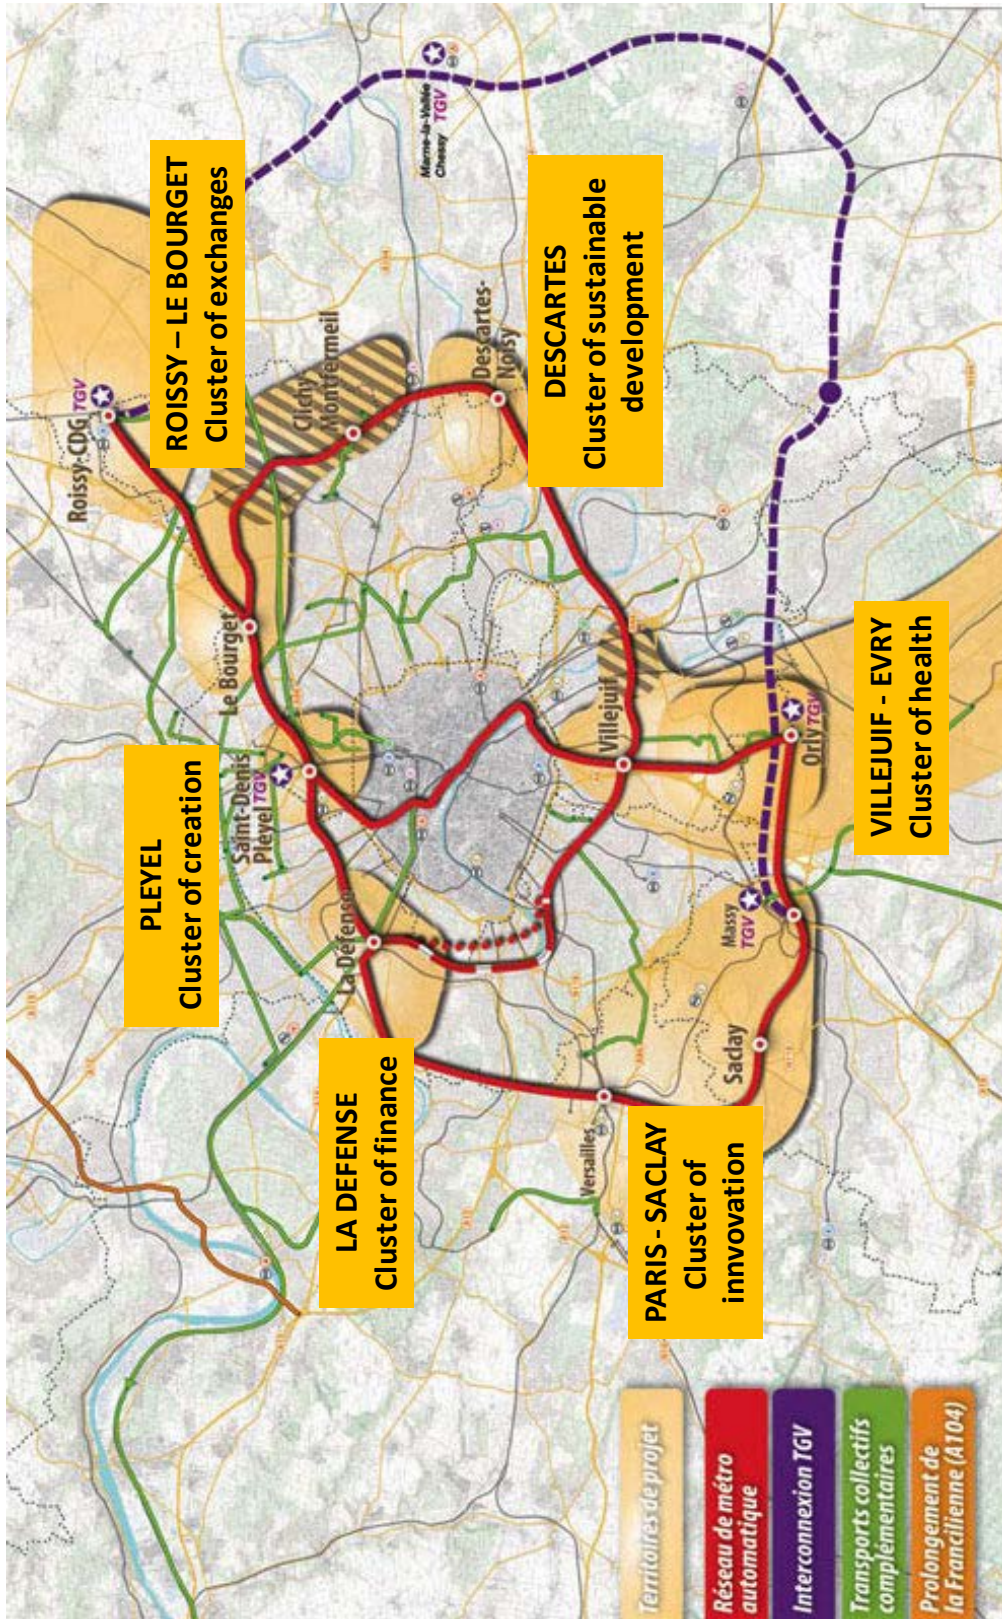 ROISSY – LE BOURGET
Cluster of exchanges
PLEYEL
Cluster of creation
LA DEFENSE
Cluster of finance
DESCARTES
Cluster of sustainable
development
PARIS - SACLAY
Cluster of
innvovation
VILLEJUIF - EVRY
Cluster of health
Roissy-CDG TGV
Marne-la-Vallée
Chessy TGV
Le Bourget
Clichy
Montfermeil
Descartes-
Noisy
Saint-Denis
Pleyel TGV
La Défense
Villejuif
Orly TGV
Massy
TGV
Versailles
Saclay
Territoires de projet
Réseau de métro
automatique
Interconnexion TGV
Transports collectifs
complémentaires
Prolongement de
la Francilienne (A104)